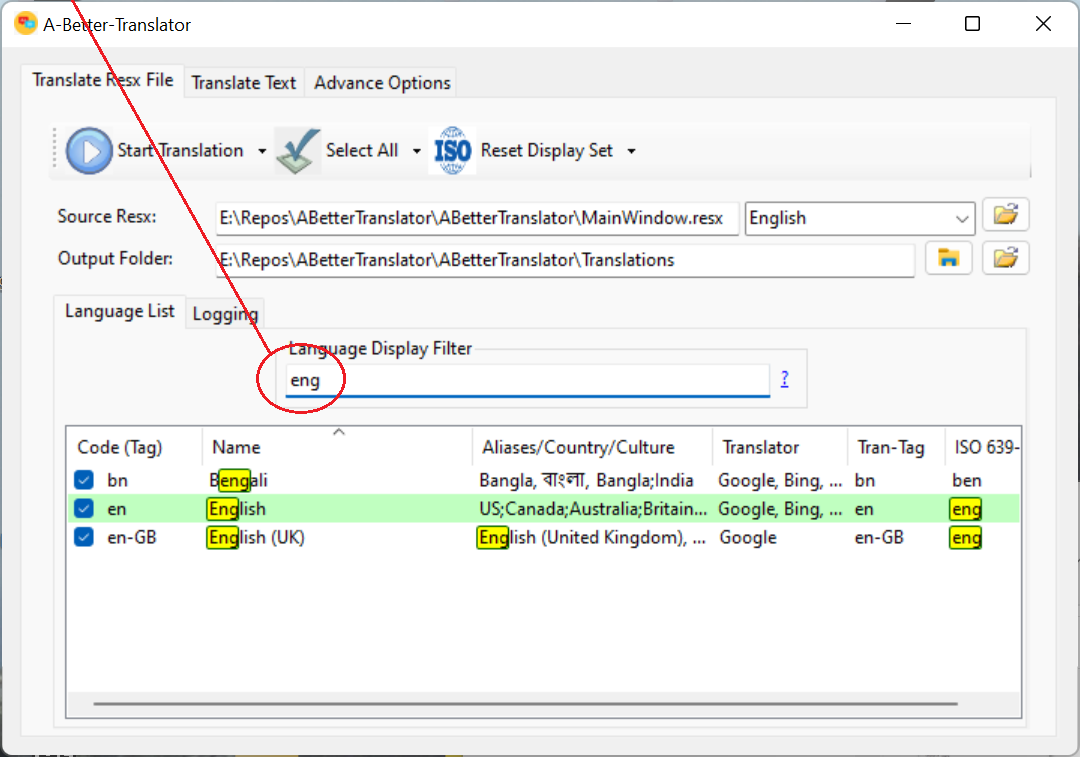 A-Better-Translator
Translate Resx File Translate Text Advance Options
Start Translation Select All ISO Reset Display Set
Source Resx: E:\Repos\ABetterTranslator\ABetterTranslator\MainWindow.resx English
Output Folder: E:\Repos\ABetterTranslator\ABetterTranslator\Translations
Language List Logging
Language Display Filter
eng ?
Code (Tag) Name Aliases/Country/Culture Translator Tran-Tag ISO 639-
bn Bengali Bangla, বাংলা, Bangla;India Google, Bing, ... bn ben
en English US;Canada;Australia;Britain... Google, Bing, ... en eng
en-GB English (UK) English (United Kingdom), ... Google en-GB eng